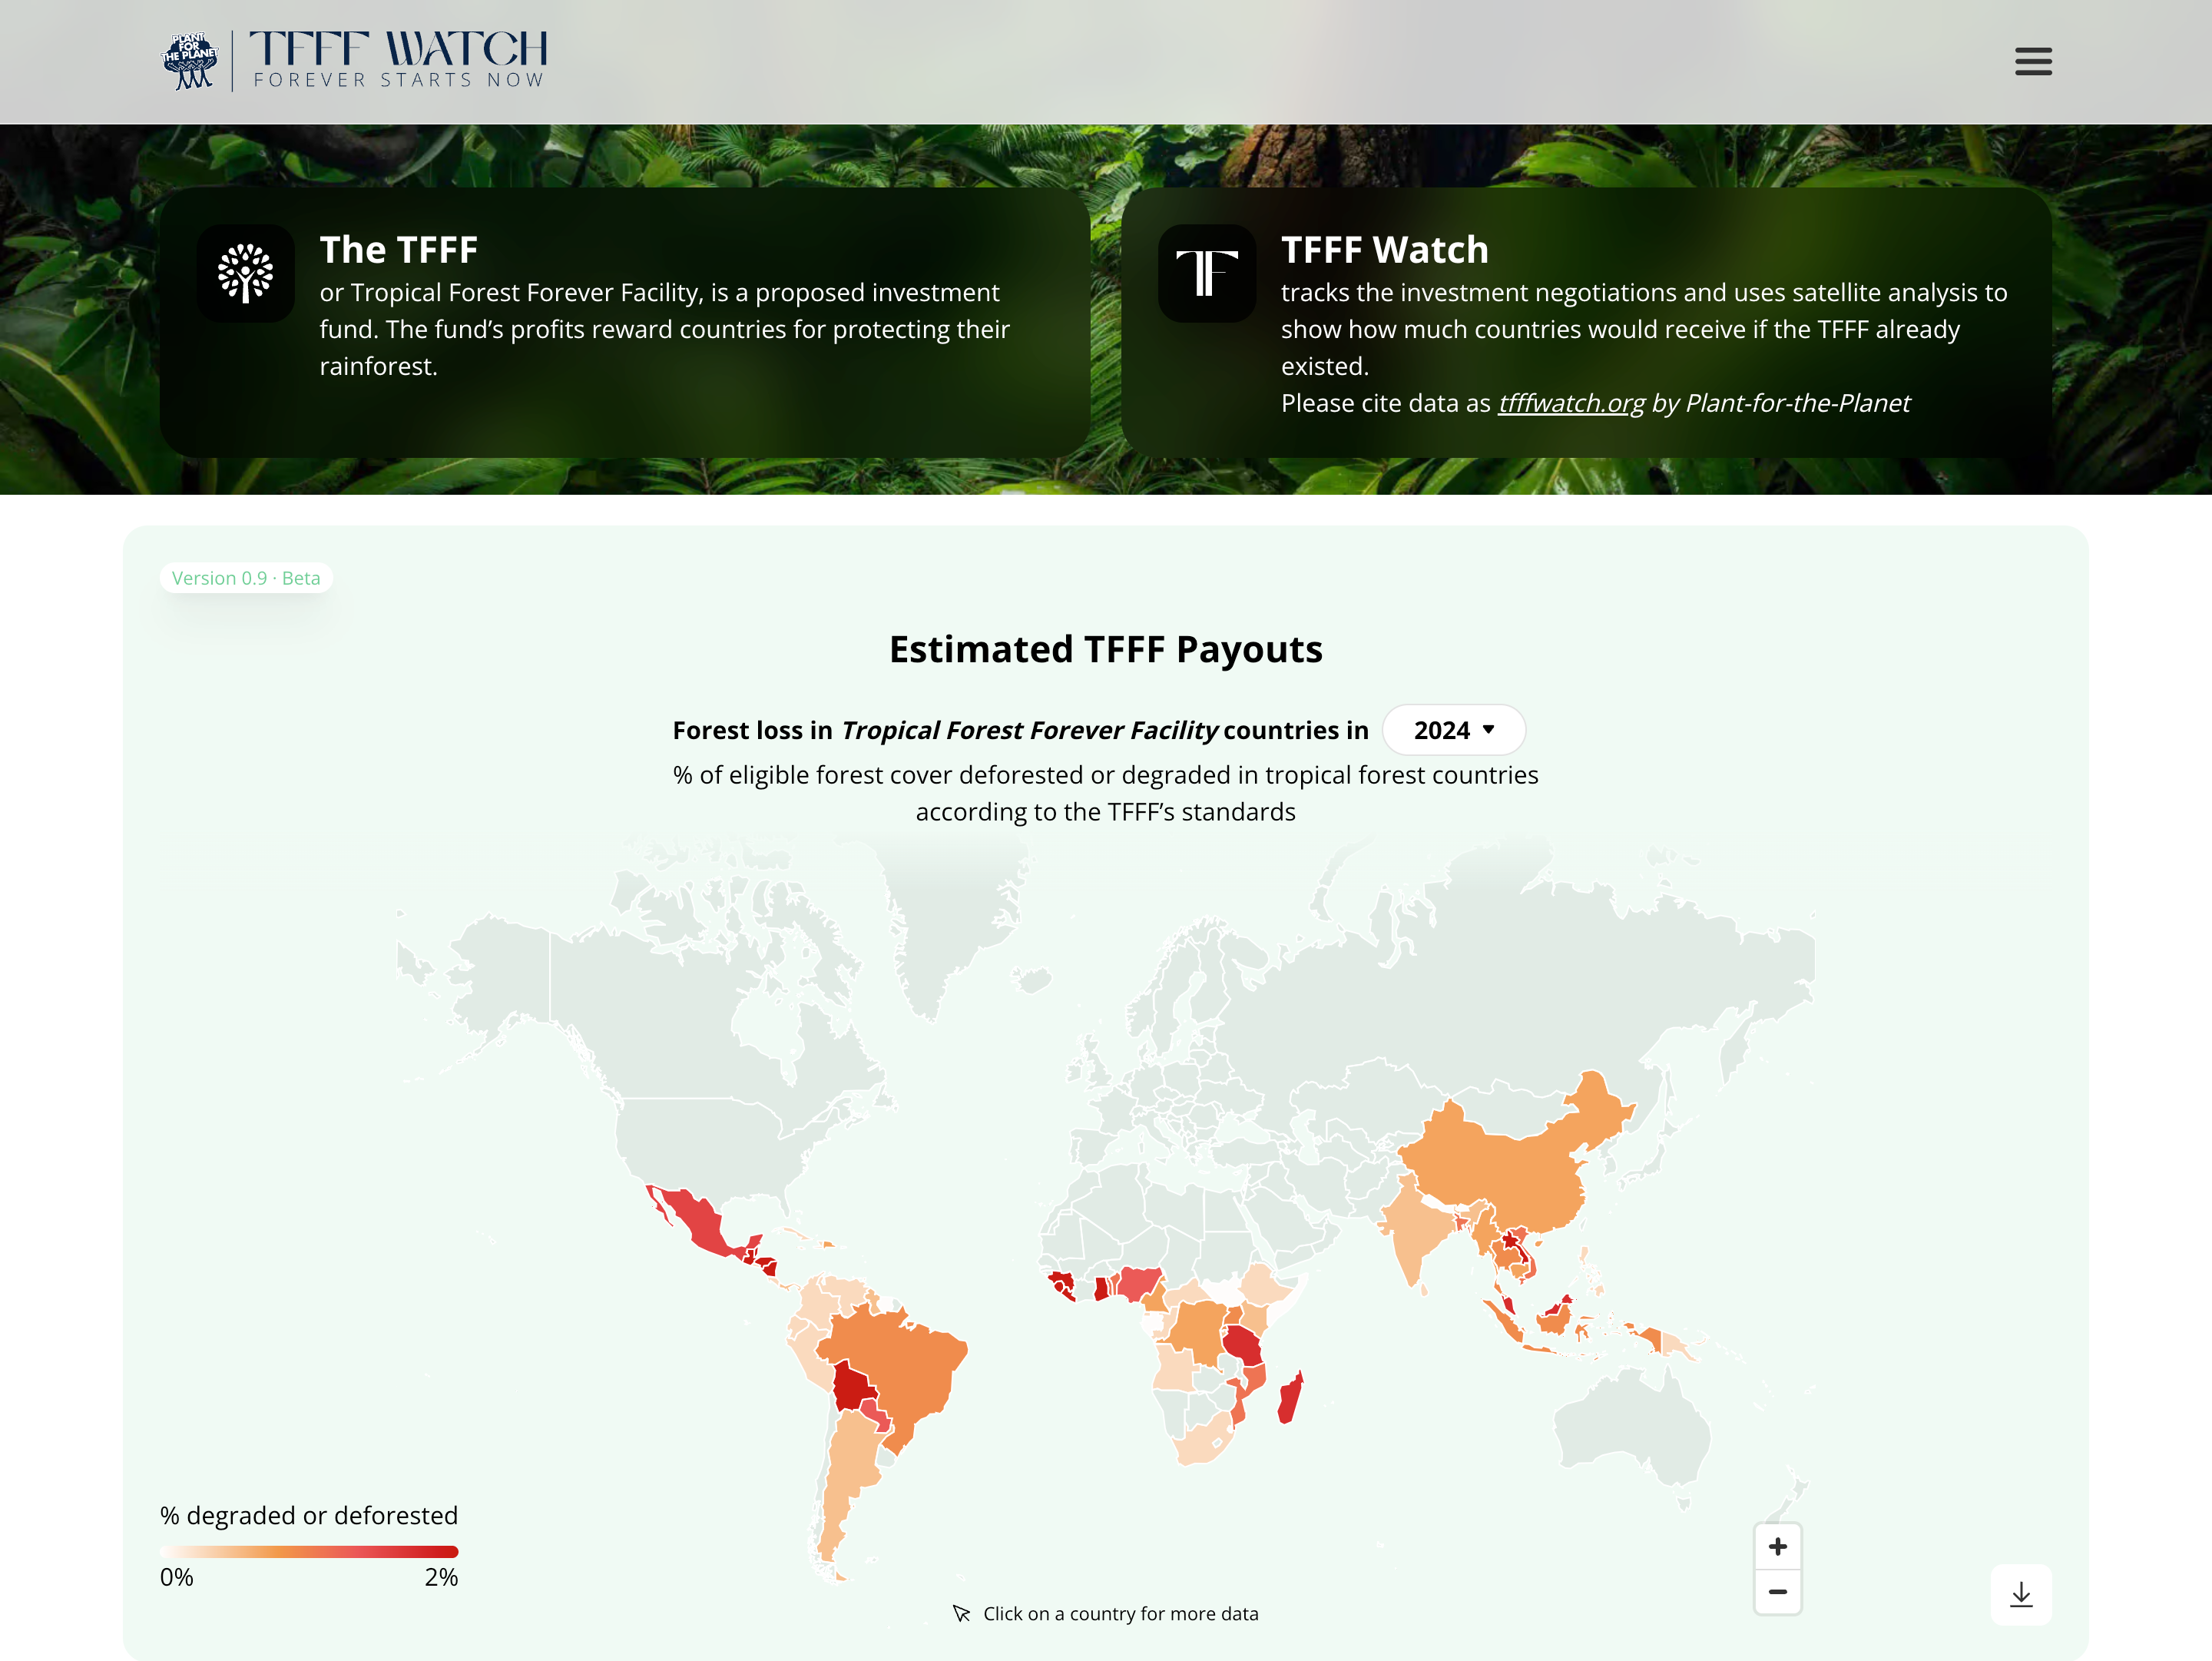 PLANT
FOR
THE PLANET
TFFF WATCH
FOREVER STARTS NOW
The TFFF
or Tropical Forest Forever Facility, is a proposed investment
fund. The fund’s profits reward countries for protecting their
rainforest.
TF
TFFF Watch
tracks the investment negotiations and uses satellite analysis to
show how much countries would receive if the TFFF already
existed.
Please cite data as tfffwatch.org by Plant-for-the-Planet
Version 0.9 · Beta
Estimated TFFF Payouts
Forest loss in Tropical Forest Forever Facility countries in 2024
% of eligible forest cover deforested or degraded in tropical forest countries
according to the TFFF’s standards
% degraded or deforested
0% 2%
Click on a country for more data